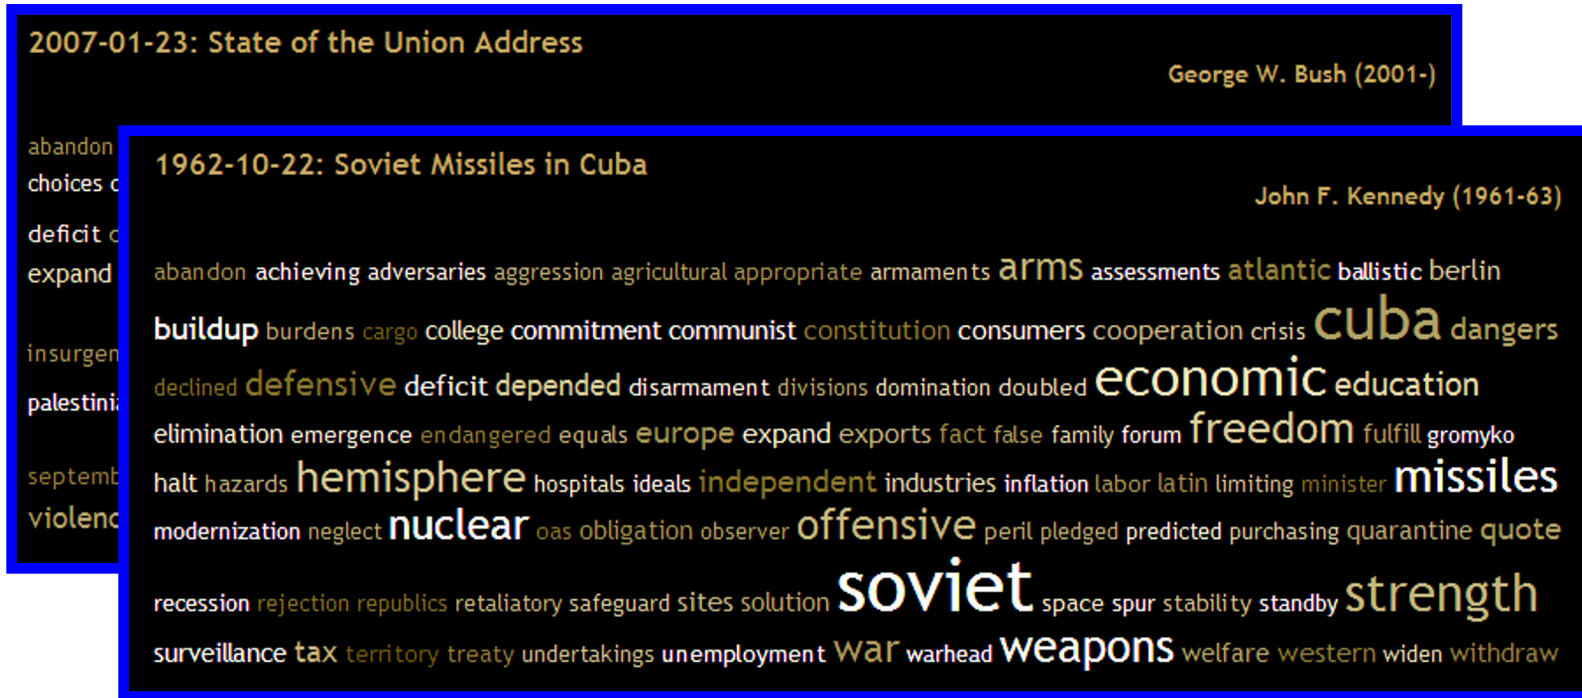 2007-01-23: State of the Union Address
George W. Bush (2001-)
abandon
choices
deficit
expand
1962-10-22: Soviet Missiles in Cuba
John F. Kennedy (1961-63)
abandon achieving adversaries aggression agricultural appropriate armaments arms assessments atlantic ballistic berlin
buildup burdens cargo college commitment communist constitution consumers cooperation crisis cuba dangers
declined defensive deficit depended disarmament divisions domination doubled economic education
elimination emergence endangered equals europe expand exports fact false family forum freedom fulfill gromyko
halt hazards hemisphere hospitals ideals independent industries inflation labor latin limiting minister missiles
modernization neglect nuclear oas obligation observer offensive peril pledged predicted purchasing quarantine quote
recession rejection republics retaliatory safeguard sites solution soviet space spur stability standby strength
surveillance tax territory treaty undertakings unemployment war warhead weapons welfare western widen withdraw